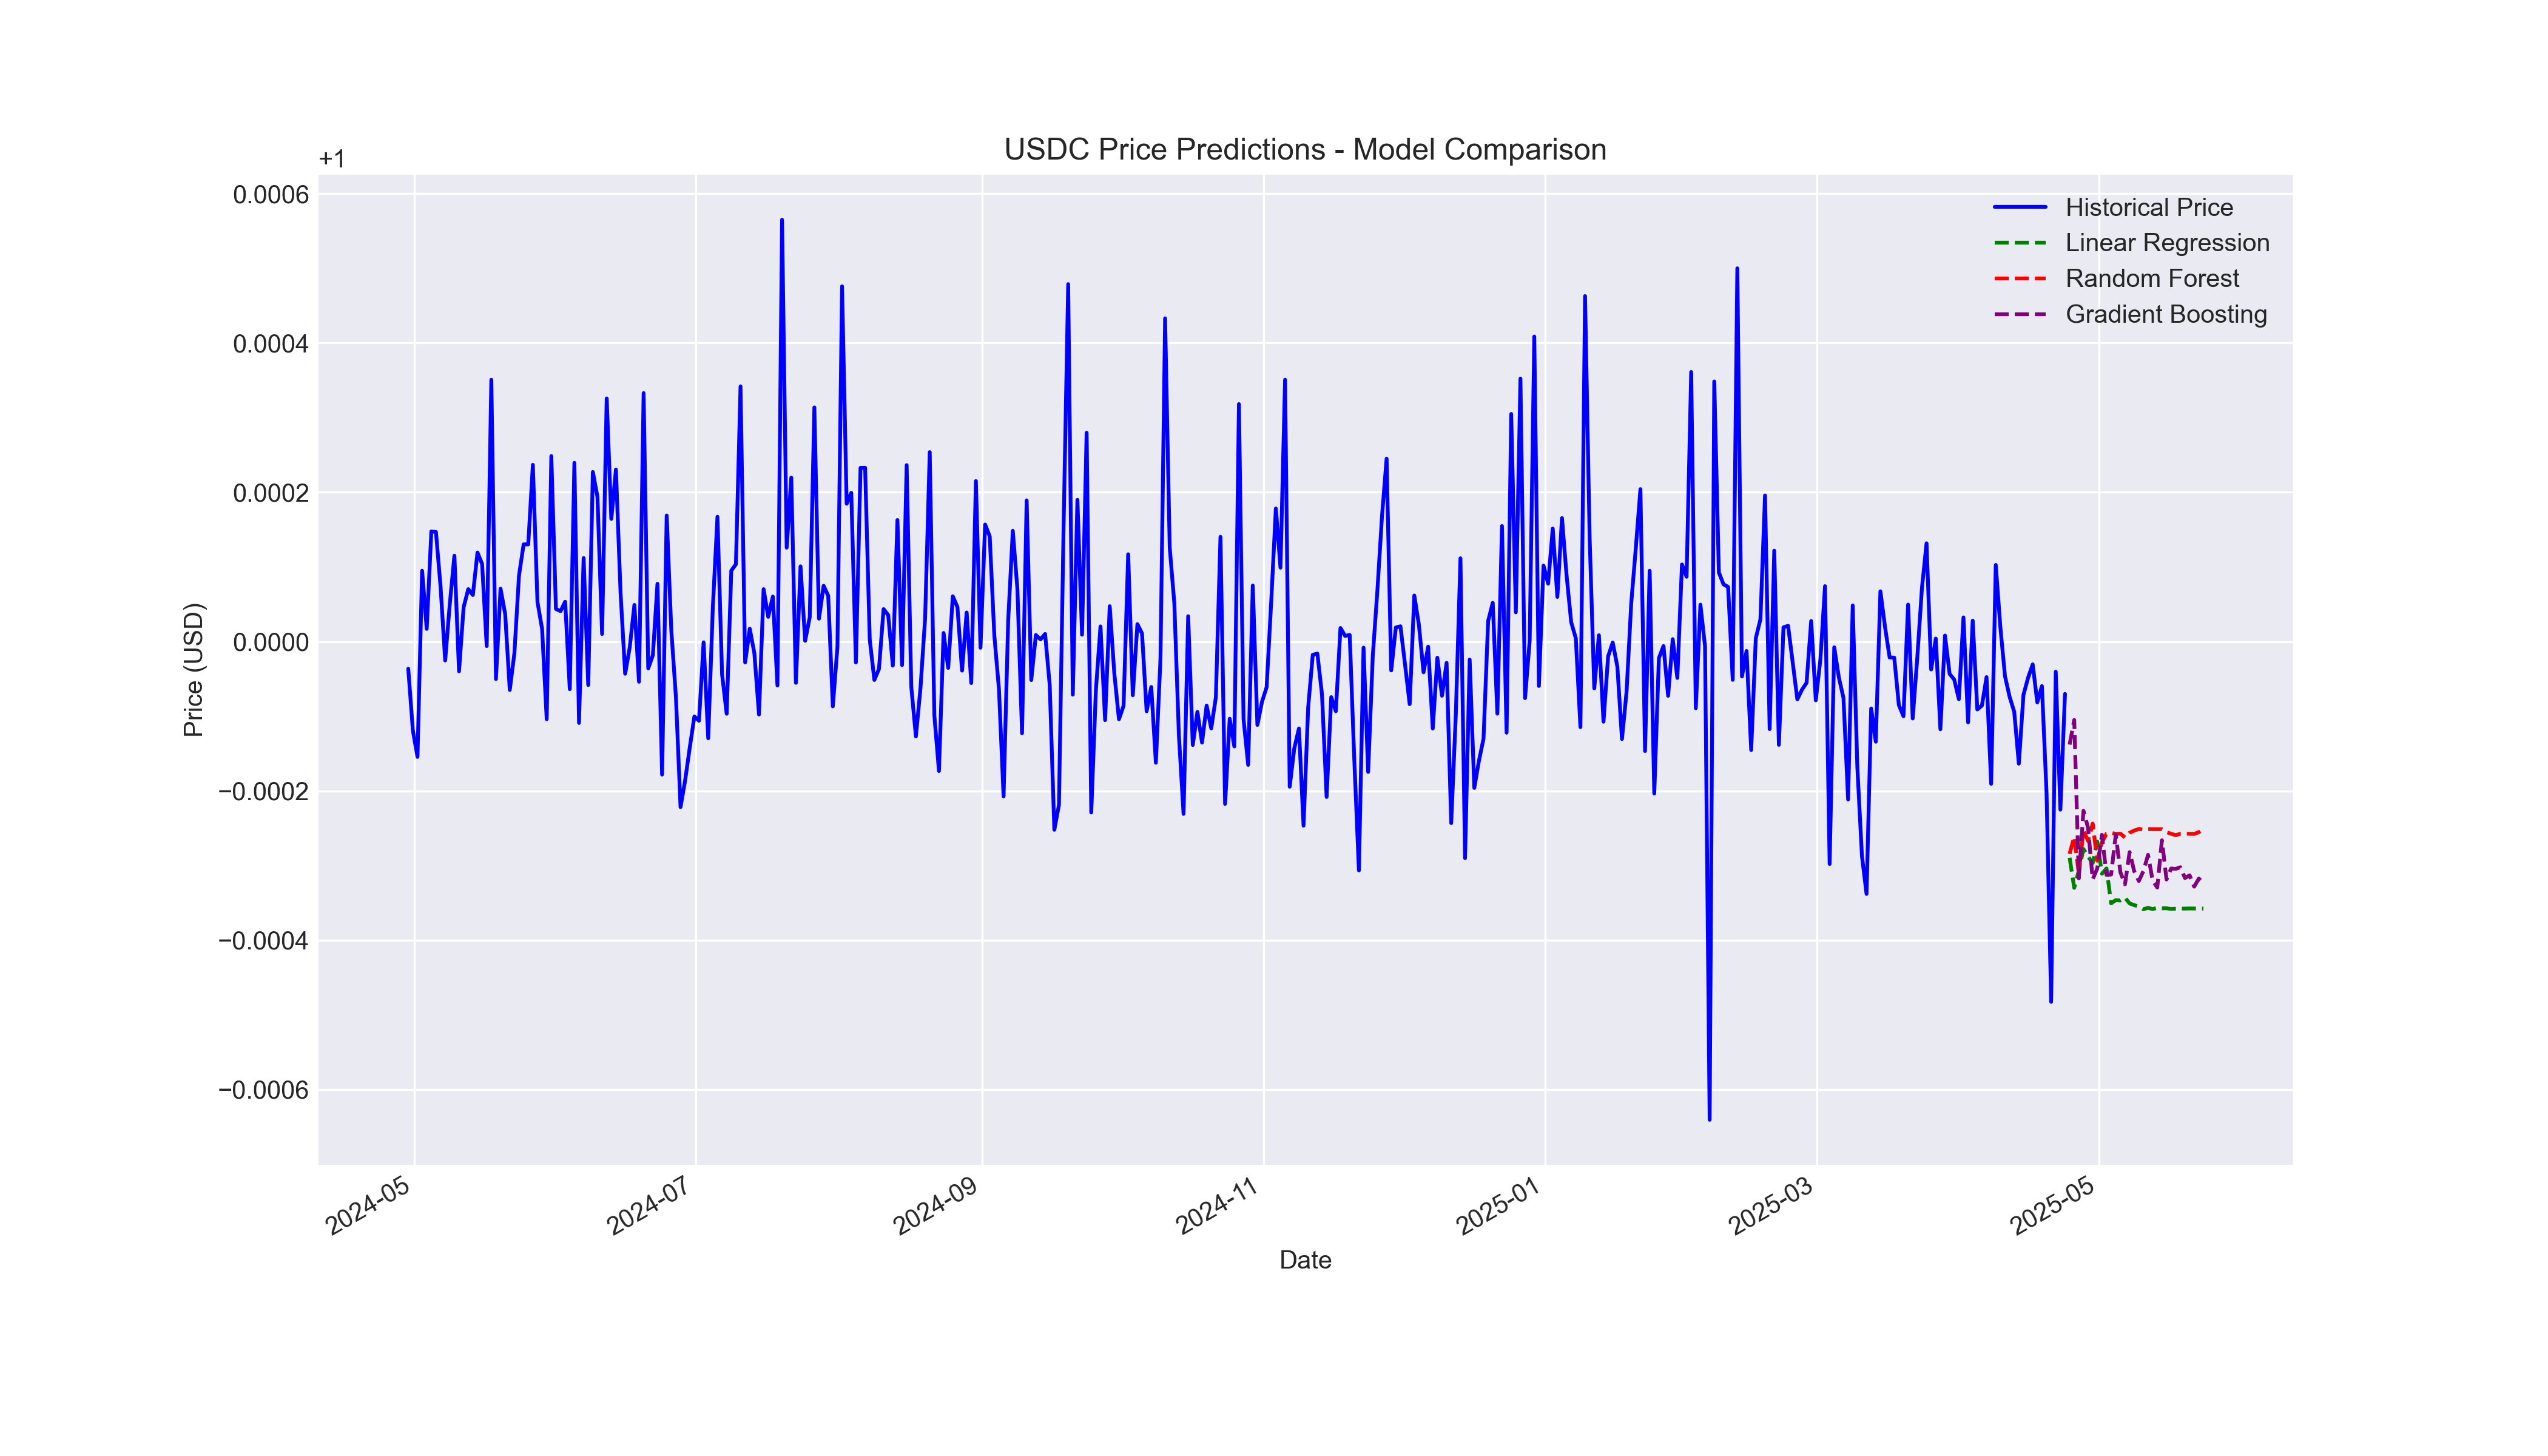 USDC Price Predictions - Model Comparison
+1
0.0006
0.0004
0.0002
0.0000
−0.0002
−0.0004
−0.0006
Price (USD)
Historical Price
Linear Regression
Random Forest
Gradient Boosting
2024-05
2024-07
2024-09
2024-11
2025-01
2025-03
2025-05
Date